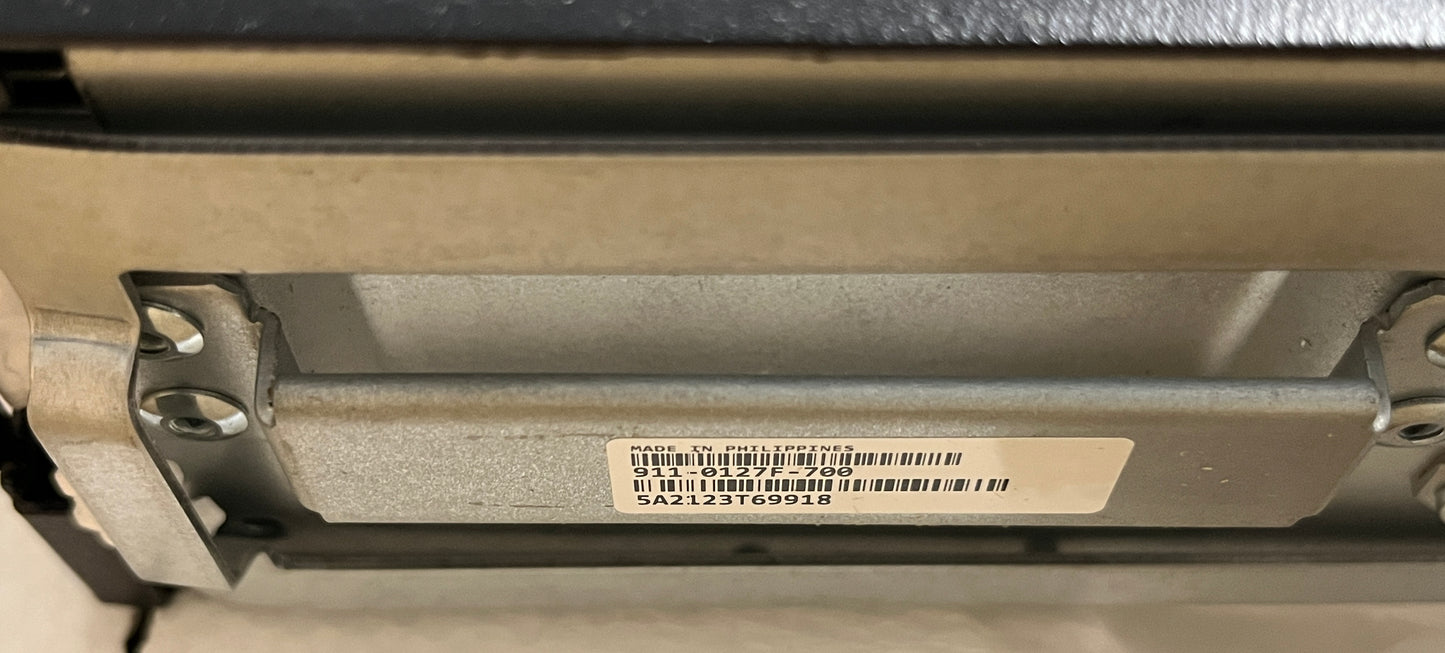 MADE IN PHILIPPINES
911-0127F-700
5A2123T69918